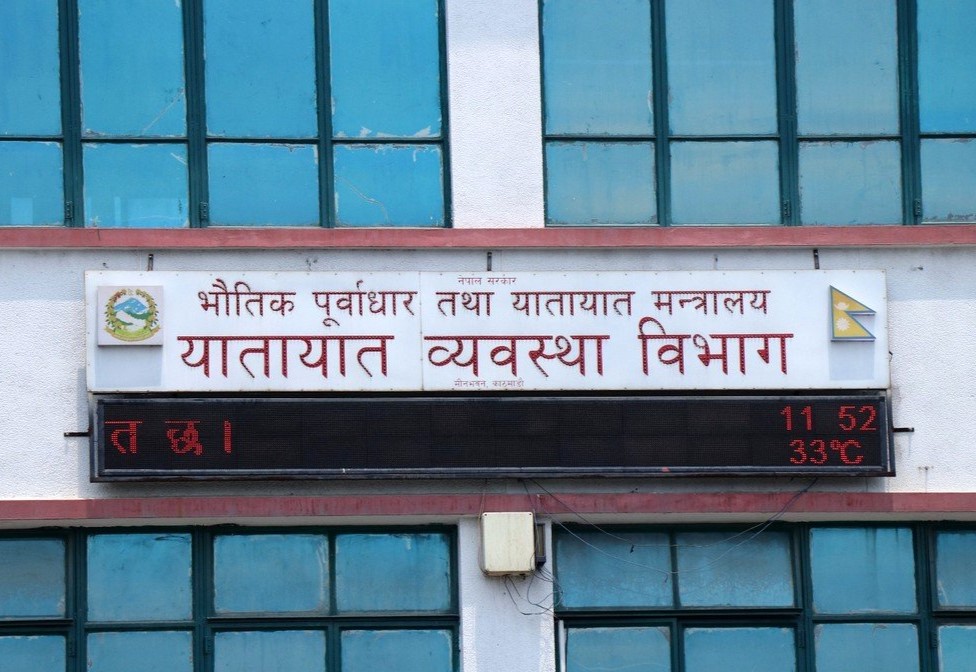 नेपाल सरकार
भौतिक पूर्वाधार तथा यातायात मन्त्रालय
यातायात व्यवस्था विभाग
मीनभवन, काठमाडौं
त छ।
11 52
33°C